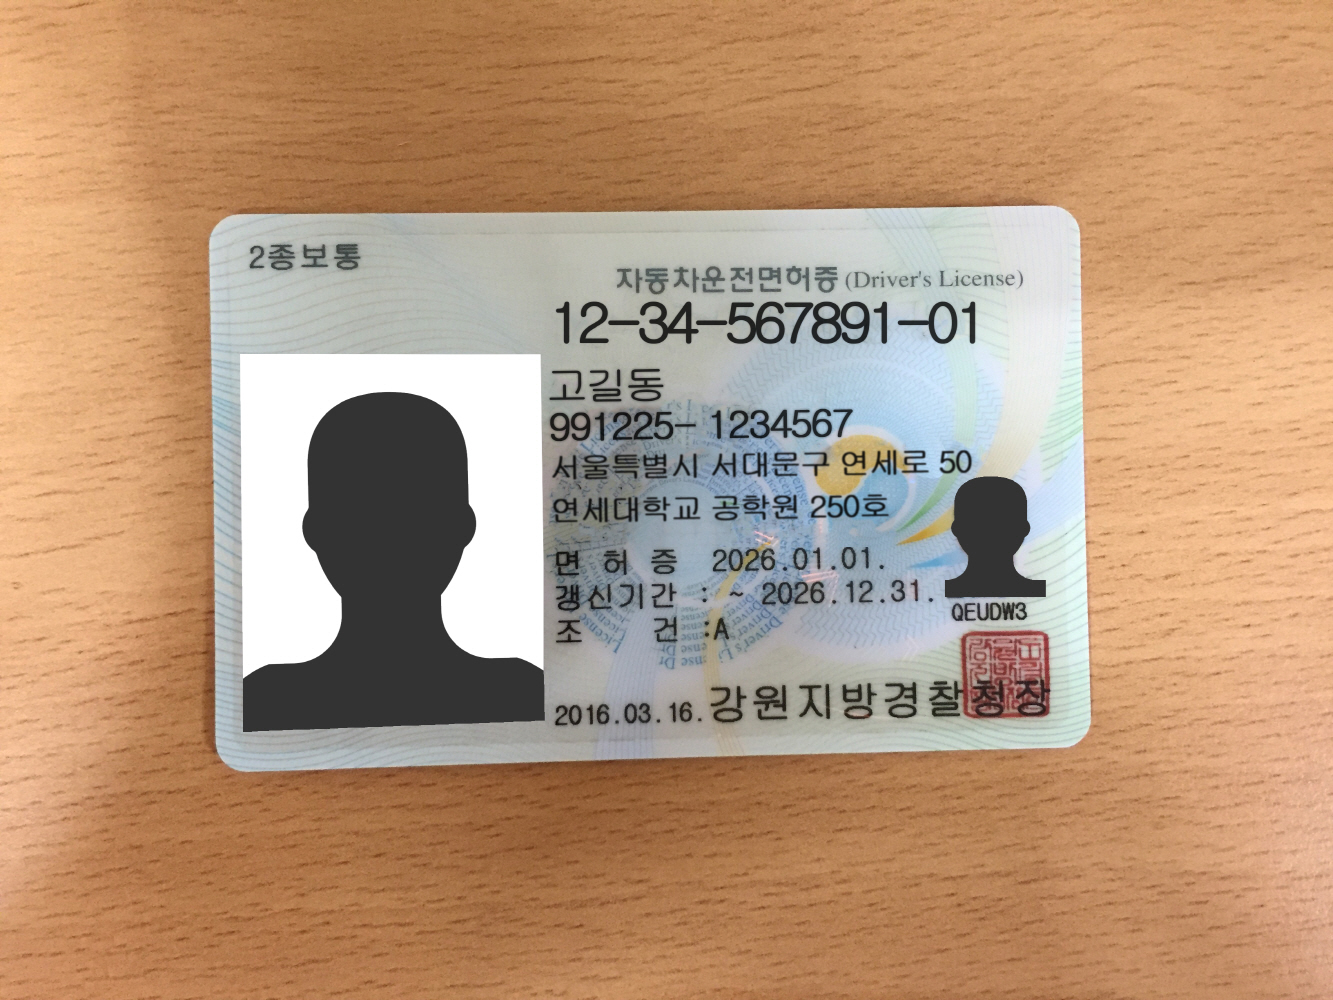 2종보통
자동차운전면허증 (Driver's License)
12-34-567891-01
고길동
991225- 1234567
서울특별시 서대문구 연세로 50
연세대학교 공학원 250호
면 허 증 2026.01.01.
갱신기간 : ~ 2026.12.31.
조 건 :A
QEUDW3
2016.03.16. 강원지방경찰청장